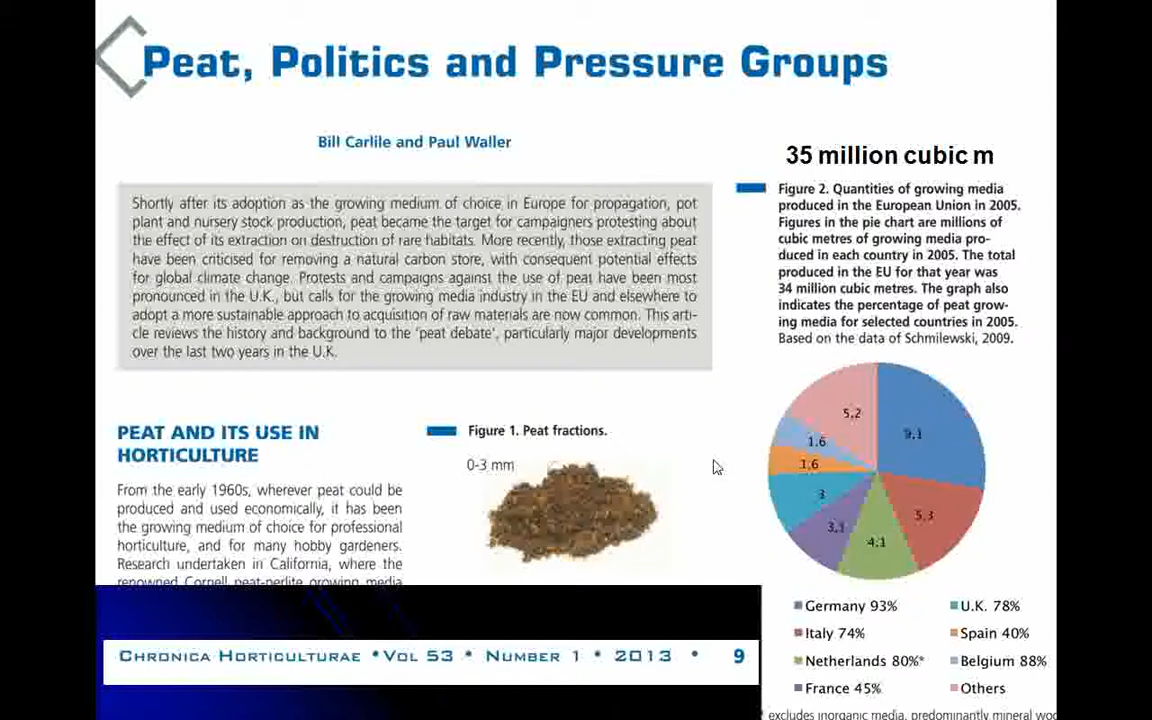 Peat, Politics and Pressure Groups
Bill Carlile and Paul Waller
Shortly after its adoption as the growing medium of choice in Europe for propagation, pot
plant and nursery stock production, peat became the target for campaigners protesting about
the effect of its extraction on destruction of rare habitats. More recently, those extracting peat
have been criticised for removing a natural carbon store, with consequent potential effects
for global climate change. Protests and campaigns against the use of peat have been most
pronounced in the U.K., but calls for the growing media industry in the EU and elsewhere to
adopt a more sustainable approach to acquisition of raw materials are now common. This arti-
cle reviews the history and background to the 'peat debate', particularly major developments
over the last two years in the U.K.
PEAT AND ITS USE IN
HORTICULTURE
From the early 1960s, wherever peat could be
produced and used economically, it has been
the growing medium of choice for professional
horticulture, and for many hobby gardeners.
Research undertaken in California, where the
renowned Cornell peat-perlite growing media
Figure 1. Peat fractions.
0-3 mm
35 million cubic m
Figure 2. Quantities of growing media
produced in the European Union in 2005.
Figures in the pie chart are millions of
cubic metres of growing media pro-
duced in each country in 2005. The total
produced in the EU for that year was
34 million cubic metres. The graph also
indicates the percentage of peat grow-
ing media for selected countries in 2005.
Based on the data of Schmilewski, 2009.
5.2
9.1
1.6
1.6
3
5.3
3.1
4.1
Germany 93%
U.K. 78%
Italy 74%
Spain 40%
Netherlands 80%*
Belgium 88%
France 45%
Others
excludes inorganic media, predominantly mineral woo
Chronica Horticulturae • Vol 53 • Number 1 • 2013 • 9